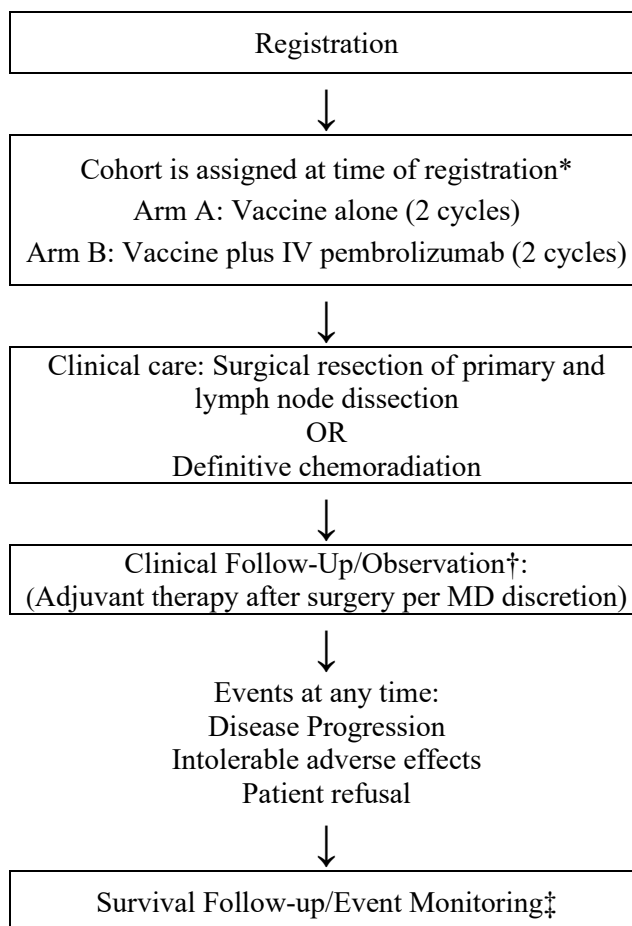 Registration
Cohort is assigned at time of registration*
Arm A: Vaccine alone (2 cycles)
Arm B: Vaccine plus IV pembrolizumab (2 cycles)
Clinical care: Surgical resection of primary and
lymph node dissection
OR
Definitive chemoradiation
Clinical Follow-Up/Observation†:
(Adjuvant therapy after surgery per MD discretion)
Events at any time:
Disease Progression
Intolerable adverse effects
Patient refusal
Survival Follow-up/Event Monitoring‡